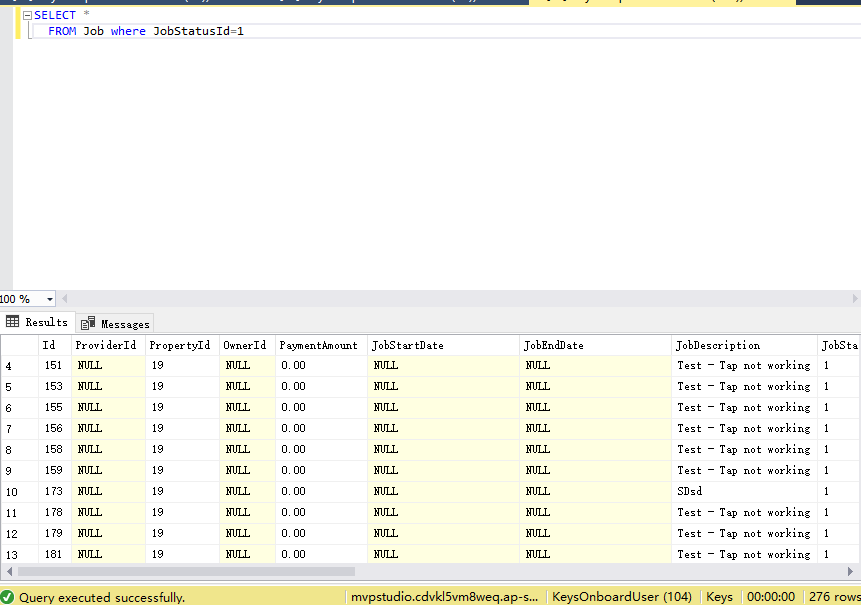 SELECT *
FROM Job where JobStatusId=1
100 %
Results Messages
Id ProviderId PropertyId OwnerId PaymentAmount JobStartDate JobEndDate JobDescription JobSta
4 151 NULL 19 NULL 0.00 NULL NULL Test - Tap not working 1
5 153 NULL 19 NULL 0.00 NULL NULL Test - Tap not working 1
6 155 NULL 19 NULL 0.00 NULL NULL Test - Tap not working 1
7 156 NULL 19 NULL 0.00 NULL NULL Test - Tap not working 1
8 158 NULL 19 NULL 0.00 NULL NULL Test - Tap not working 1
9 159 NULL 19 NULL 0.00 NULL NULL Test - Tap not working 1
10 173 NULL 19 NULL 0.00 NULL NULL SDsd 1
11 178 NULL 19 NULL 0.00 NULL NULL Test - Tap not working 1
12 179 NULL 19 NULL 0.00 NULL NULL Test - Tap not working 1
13 181 NULL 19 NULL 0.00 NULL NULL Test - Tap not working 1
Query executed successfully. mvpstudio.cdvkl5vm8weq.ap-s... KeysOnboardUser (104) Keys 00:00:00 276 rows